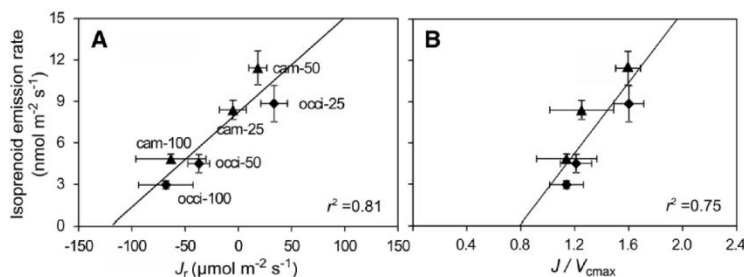 Isoprenoid emission rate
(nmol m⁻² s⁻¹)
15
12
9
6
3
0
A
cam-50
occi-25
cam-25
cam-100
occi-50
occi-100
r² =0.81
-150 -100 -50 0 50 100 150
Jr (µmol m⁻² s⁻¹)
B
r² =0.75
0.4 0.8 1.2 1.6 2.0 2.4
J / Vcmax